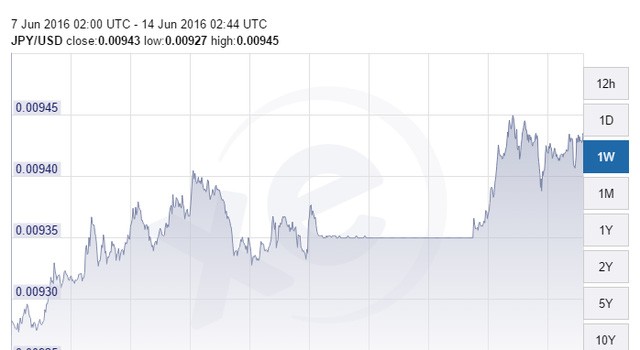 7 Jun 2016 02:00 UTC - 14 Jun 2016 02:44 UTC
JPY/USD close:0.00943 low:0.00927 high:0.00945
0.00945
0.00940
0.00935
0.00930
12h
1D
1W
1M
1Y
2Y
5Y
10Y
xe